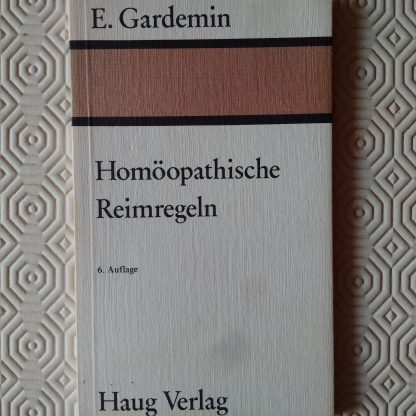 E. Gardemin
Homöopathische
Reimregeln
6. Auflage
Haug Verlag